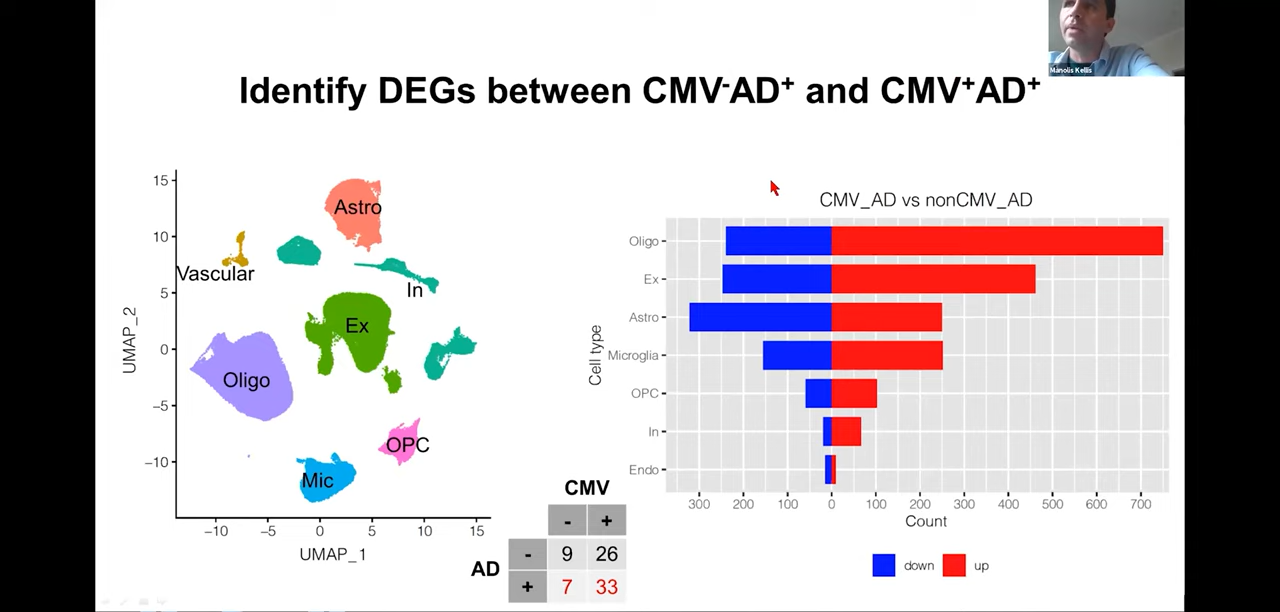 Manolis Kellis
Identify DEGs between CMV-AD+ and CMV+AD+
15
10
5
0
−5
−10
UMAP_2
Astro
Vascular
In
Ex
Oligo
OPC
Mic
−10
−5
0
5
10
15
UMAP_1
CMV
- +
AD
- 9 26
+ 7 33
CMV_AD vs nonCMV_AD
Cell type
Oligo
Ex
Astro
Microglia
OPC
In
Endo
300 200 100 0 100 200 300 400 500 600 700
Count
down up